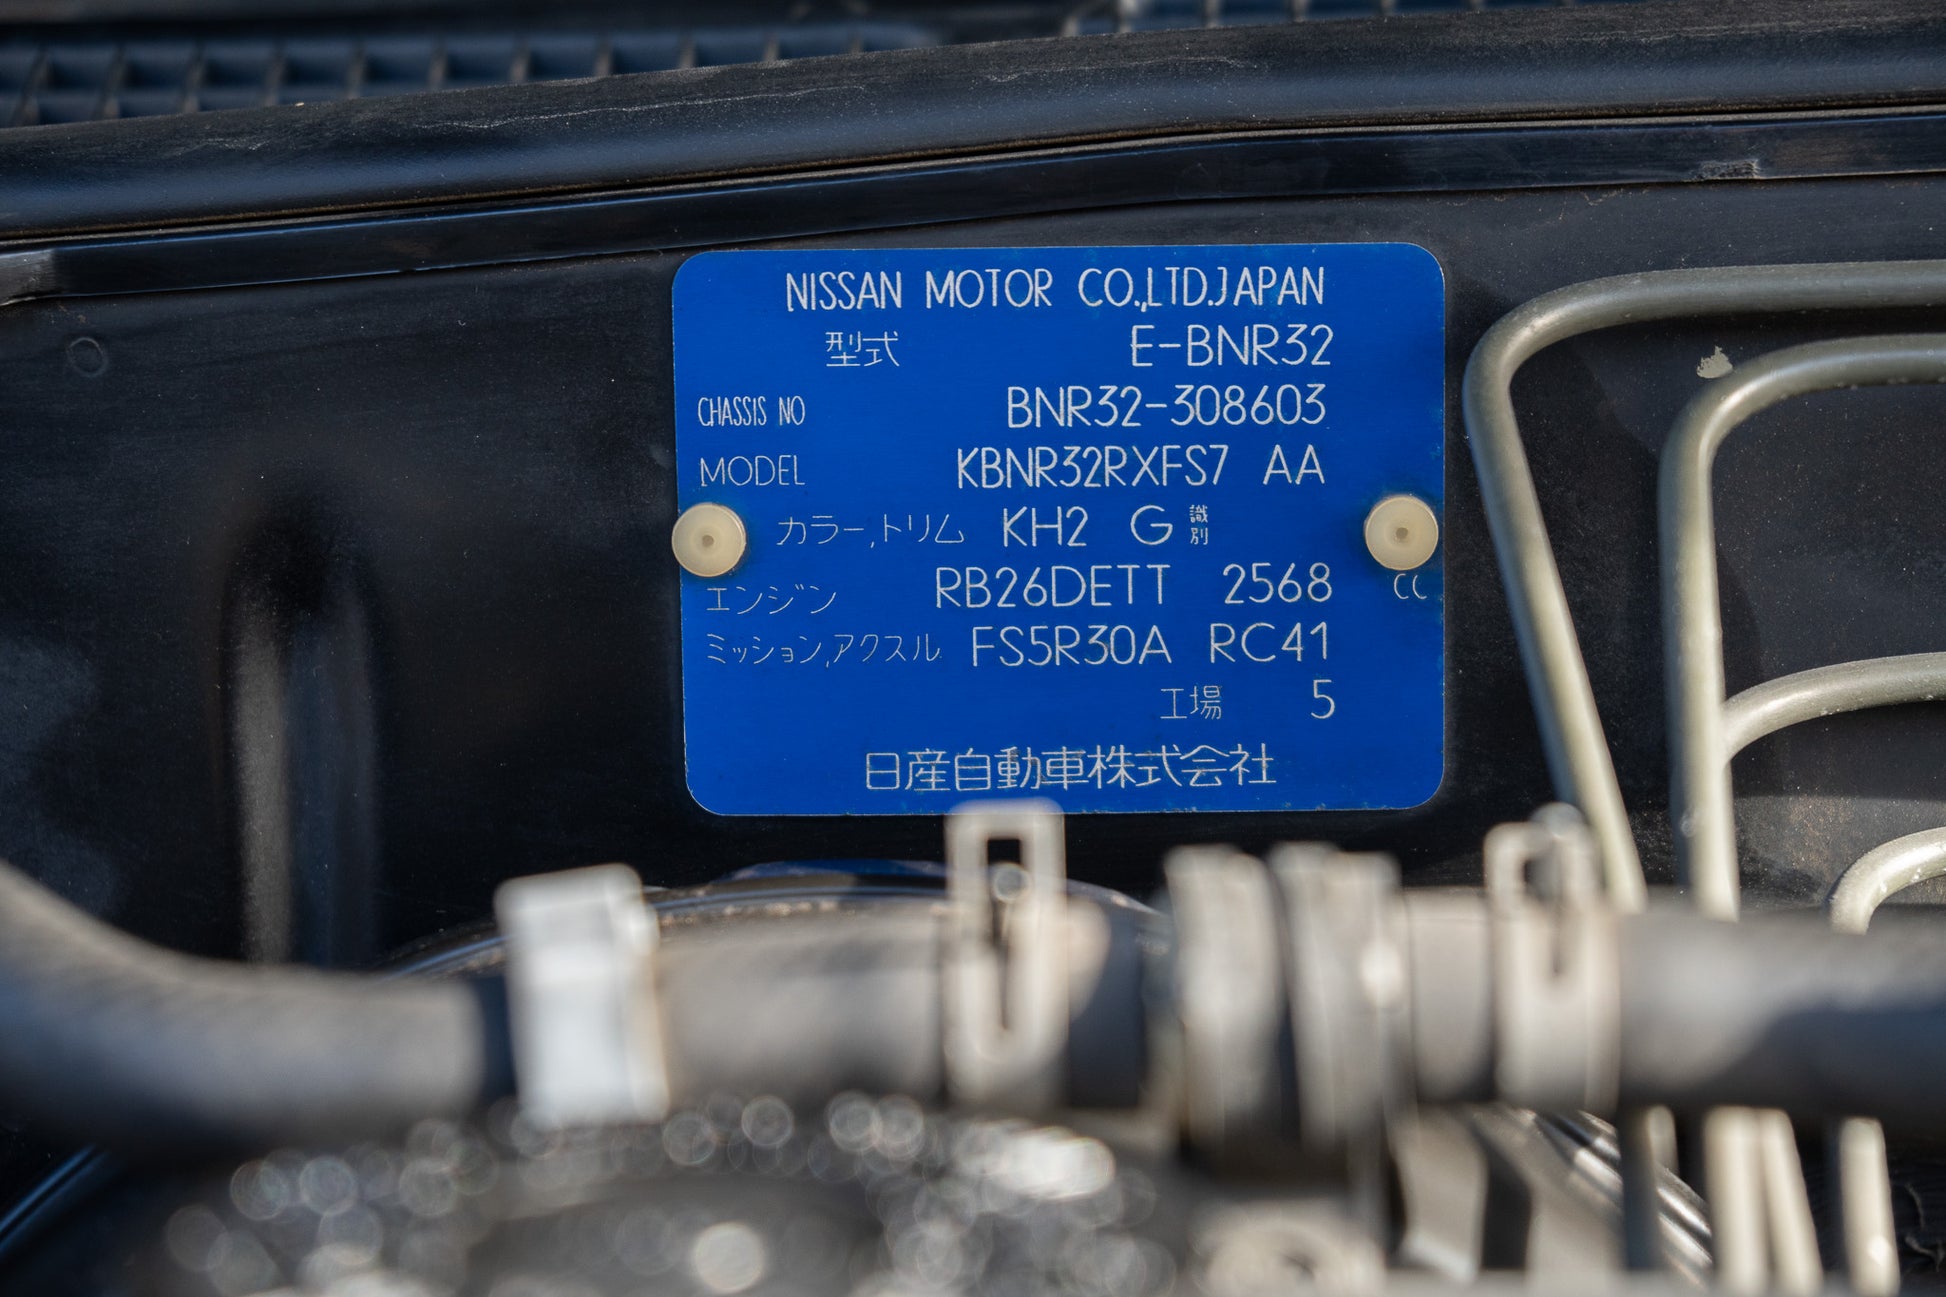 NISSAN MOTOR CO.,LTD.JAPAN
型式 E-BNR32
CHASSIS NO BNR32-308603
MODEL KBNR32RXFS7 AA
カラー,トリム KH2 G 識別
エンジン RB26DETT 2568 CC
ミッション,アクスル FS5R30A RC41
工場 5
日産自動車株式会社